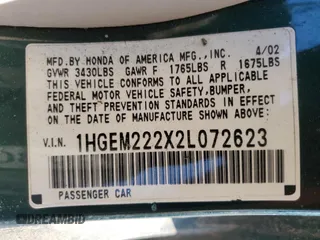 MFD.BY HONDA OF AMERICA MFG.,INC. 4/02
GVWR 3430LBS GAWR F 1765LBS R 1675LBS
THIS VEHICLE CONFORMS TO ALL APPLICABLE
FEDERAL MOTOR VEHICLE SAFETY,BUMPER,
AND THEFT PREVENTION STANDARDS IN EFFECT
ON THE DATE OF MANUFACTURE SHOWN ABOVE.
V.I.N. 1HGEM222X2L072623
PASSENGER CAR
DREAMBID